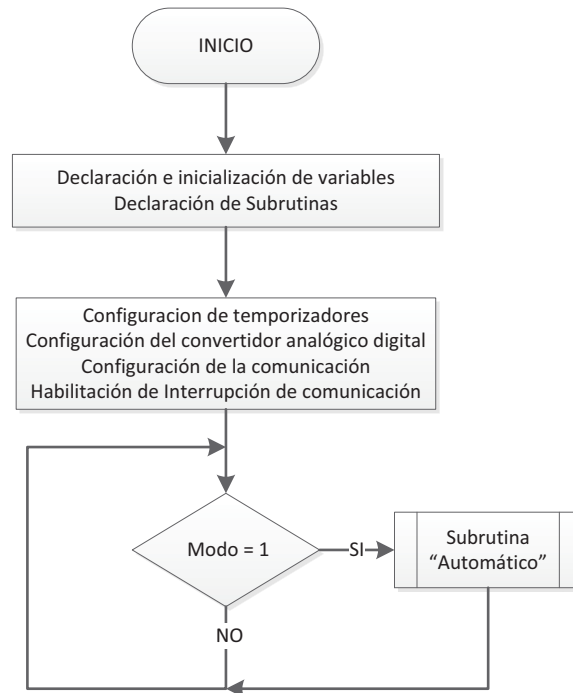 INICIO
Declaración e inicialización de variables
Declaración de Subrutinas
Configuracion de temporizadores
Configuración del convertidor analógico digital
Configuración de la comunicación
Habilitación de Interrupción de comunicación
Modo = 1
SI
Subrutina
“Automático”
NO